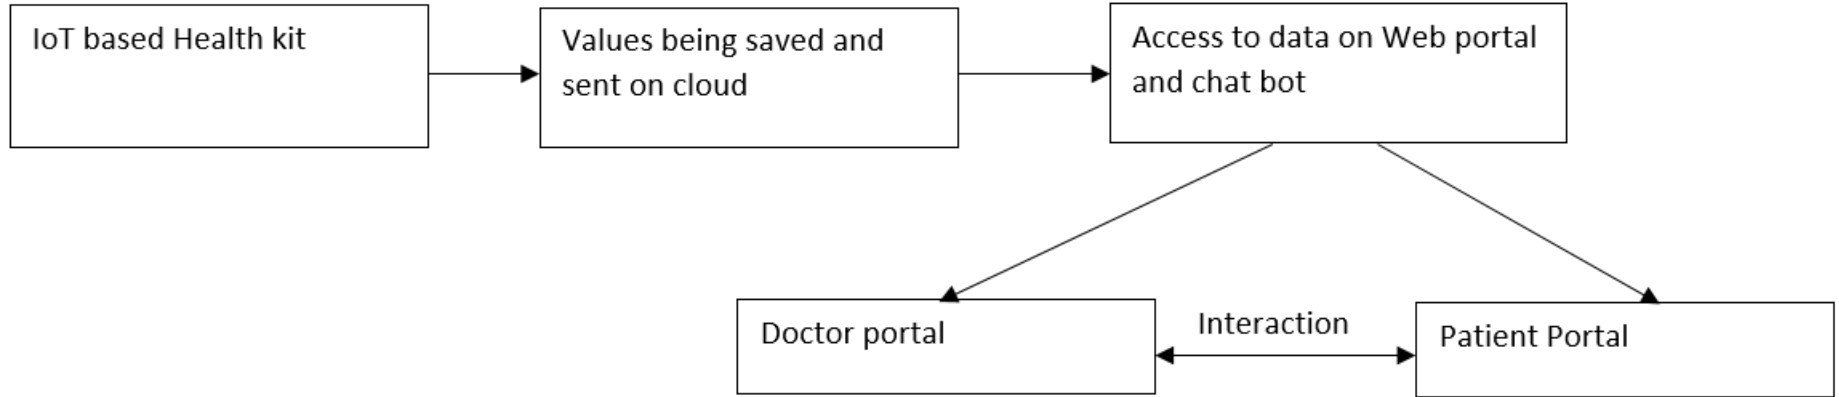 IoT based Health kit
Values being saved and
sent on cloud
Access to data on Web portal
and chat bot
Doctor portal
Interaction
Patient Portal